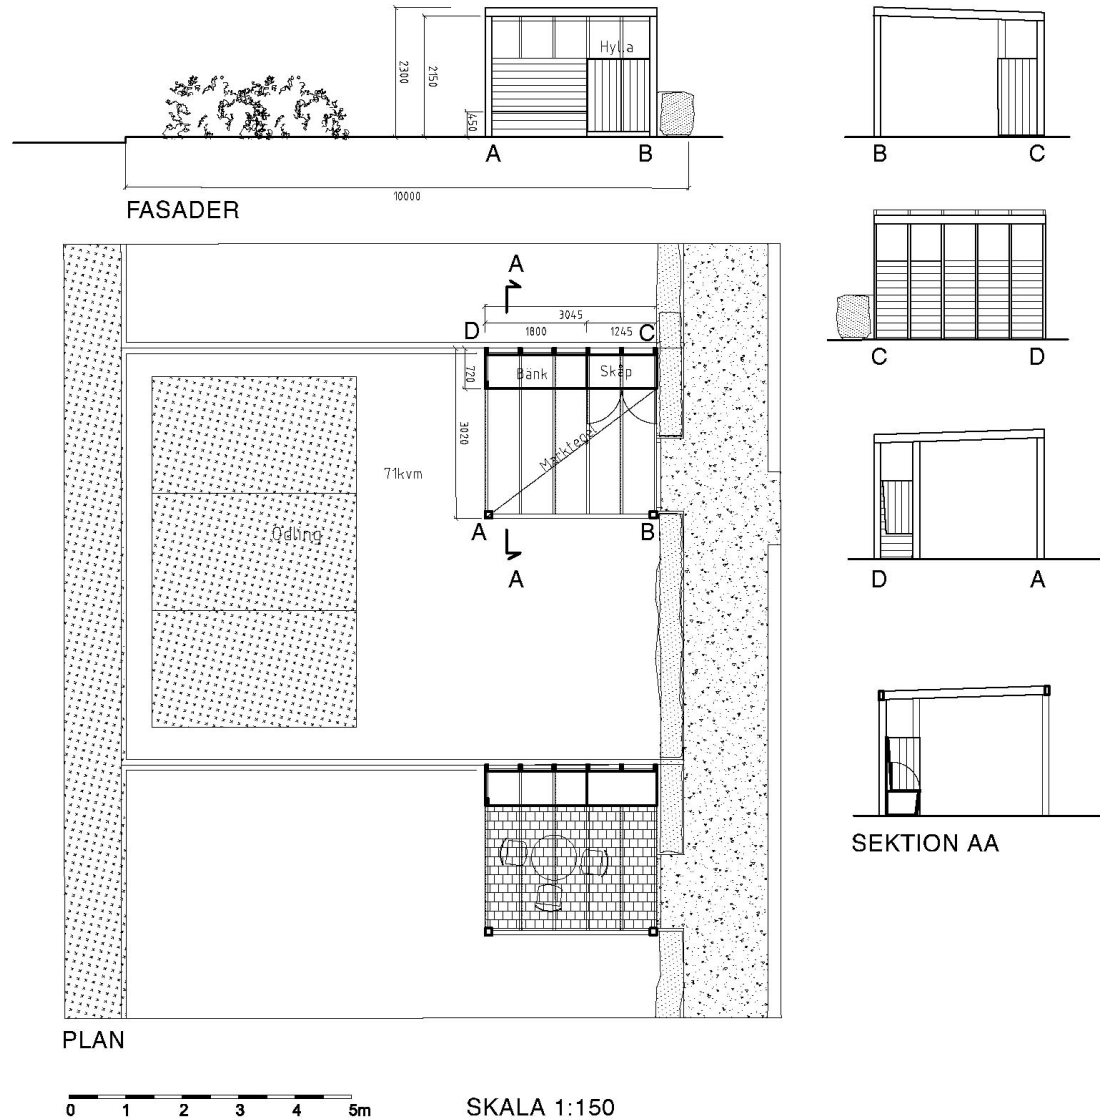 Hylla
2300
2150
450
A B
10000
FASADER
B C
C D
D A
SEKTION AA
A
3045
1800 1245
D C
720
Bänk Skåp
3020
Marktegel
71kvm
Odling
A B
A
PLAN
0 1 2 3 4 5m
SKALA 1:150